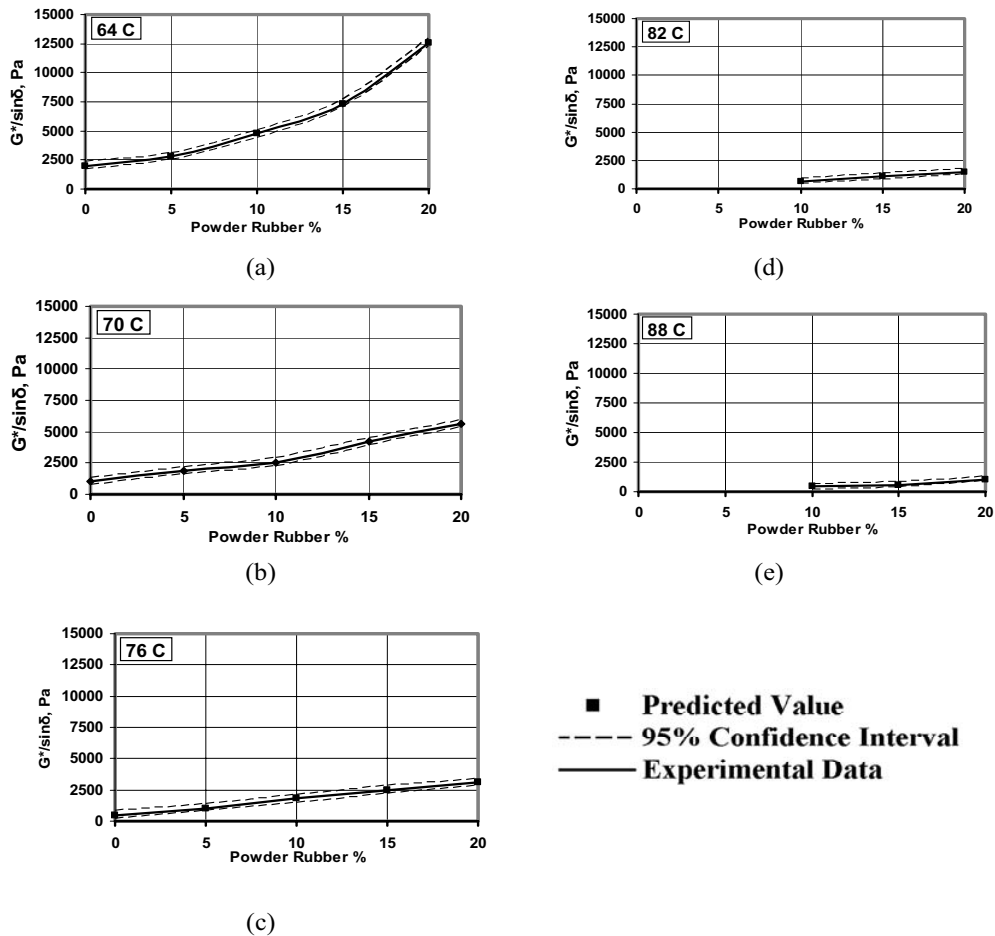 64 C
15000
12500
10000
7500
5000
2500
0
0 5 10 15 20
G*/sinδ, Pa
Powder Rubber %
(a)
82 C
15000
12500
10000
7500
5000
2500
0
0 5 10 15 20
G*/sinδ, Pa
Powder Rubber %
(d)
70 C
15000
12500
10000
7500
5000
2500
0
0 5 10 15 20
G*/sinδ, Pa
Powder Rubber %
(b)
88 C
15000
12500
10000
7500
5000
2500
0
0 5 10 15 20
G*/sinδ, Pa
Powder Rubber %
(e)
76 C
15000
12500
10000
7500
5000
2500
0
0 5 10 15 20
G*/sinδ, Pa
Powder Rubber %
(c)
Predicted Value
95% Confidence Interval
Experimental Data